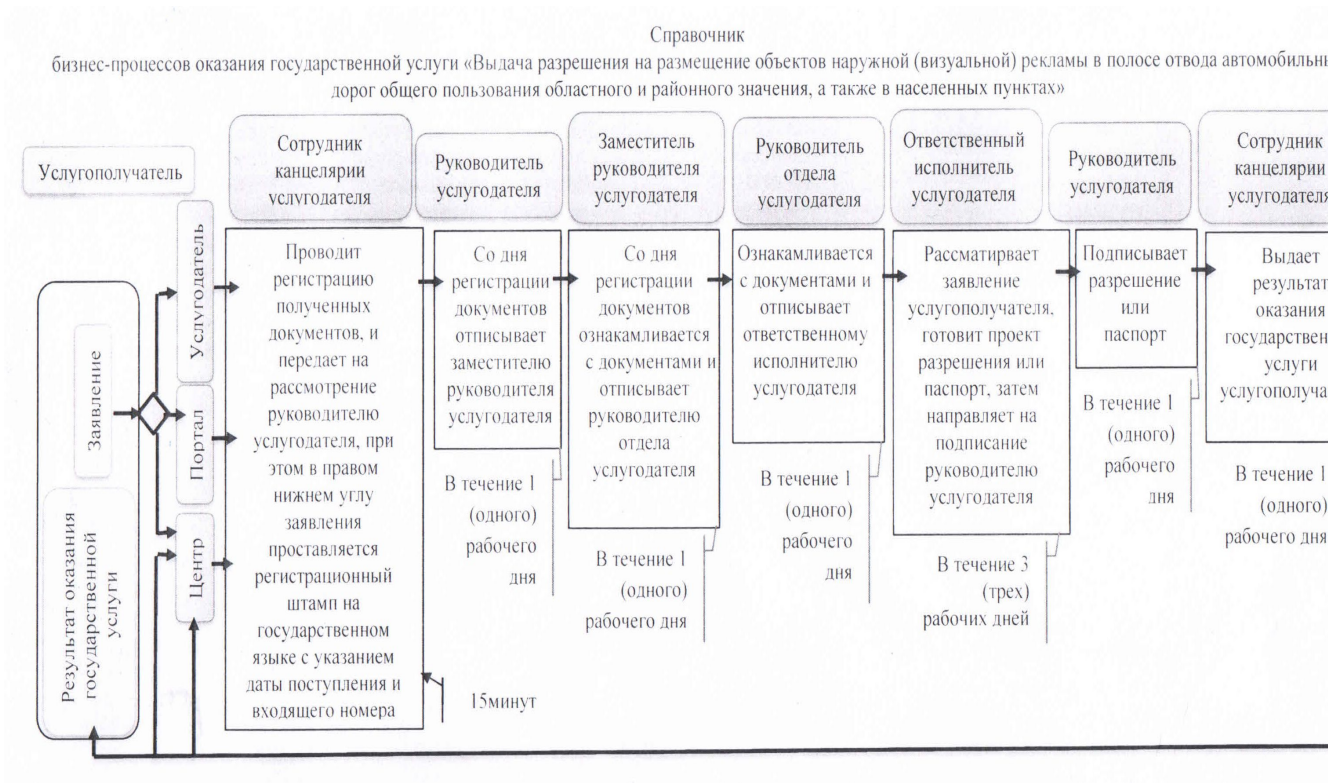 Справочник
бизнес-процессов оказания государственной услуги «Выдача разрешения на размещение объектов наружной (визуальной) рекламы в полосе отвода автомобильн
дорог общего пользования областного и районного значения, а также в населенных пунктах»
Услугополучатель
Сотрудник
канцелярии
услугодателя
Руководитель
услугодателя
Заместитель
руководителя
услугодателя
Руководитель
отдела
услугодателя
Ответственный
исполнитель
услугодателя
Руководитель
услугодателя
Сотрудник
канцелярии
услугодателя
Заявление
Результат оказания
государственной
услуги
Услугодатель
Портал
Центр
Проводит
регистрацию
полученных
документов, и
передает на
рассмотрение
руководителю
услугодателя, при
этом в правом
нижнем углу
заявления
проставляется
регистрационный
штамп на
государственном
языке с указанием
даты поступления и
входящего номера
15минут
Со дня
регистрации
документов
отписывает
заместителю
руководителя
услугодателя
В течение 1
(одного)
рабочего
дня
Со дня
регистрации
документов
ознакамливается
с документами и
отписывает
руководителю
отдела
услугодателя
В течение 1
(одного)
рабочего дня
Ознакамливается
с документами и
отписывает
ответственному
исполнителю
услугодателя
В течение 1
(одного)
рабочего
дня
Рассматирвает
заявление
услугополучателя,
готовит проект
разрешения или
паспорт, затем
направляет на
подписание
руководителю
услугодателя
В течение 3
(трех)
рабочих дней
Подписывает
разрешение
или
паспорт
В течение 1
(одного)
рабочего
дня
Выдает
результат
оказания
государственн
услуги
услугополуча
В течение 1
(одного)
рабочего дня